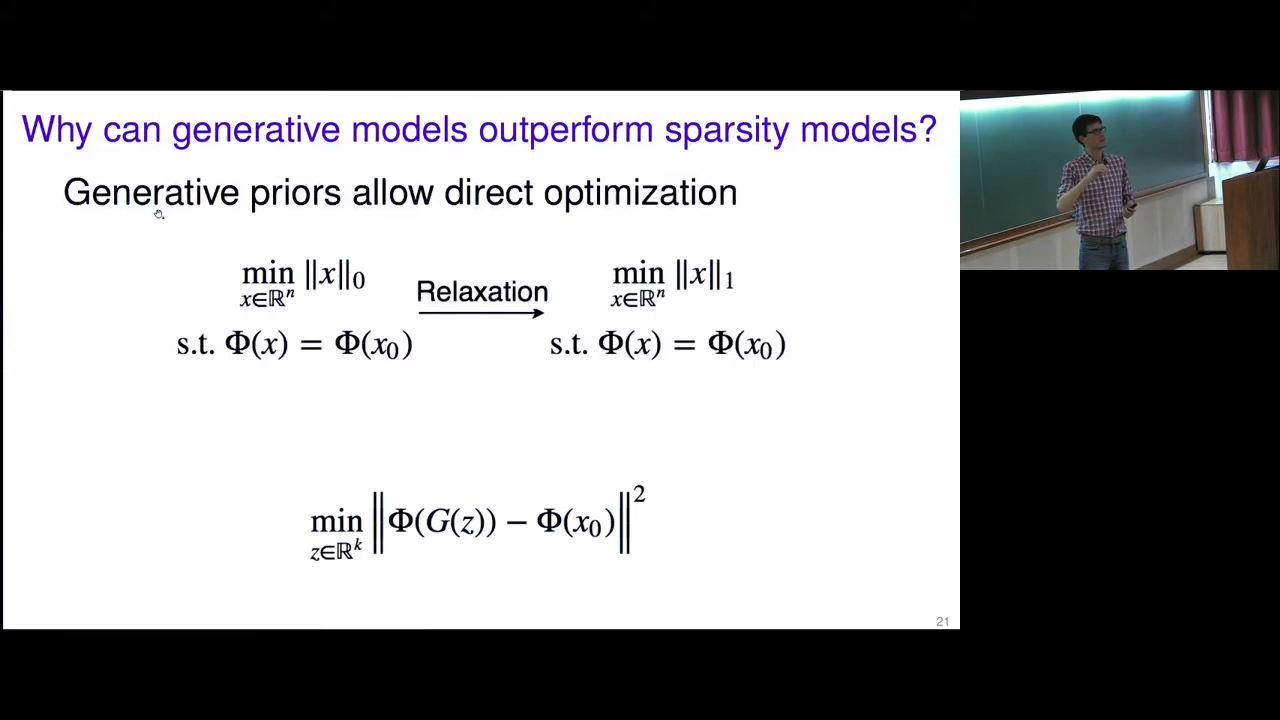 Why can generative models outperform sparsity models?
Generative priors allow direct optimization
min ‖x‖₀
x∈ℝⁿ
s.t. Φ(x) = Φ(x₀)
Relaxation
min ‖x‖₁
x∈ℝⁿ
s.t. Φ(x) = Φ(x₀)
min ‖Φ(G(z)) − Φ(x₀)‖²
z∈ℝᵏ
21